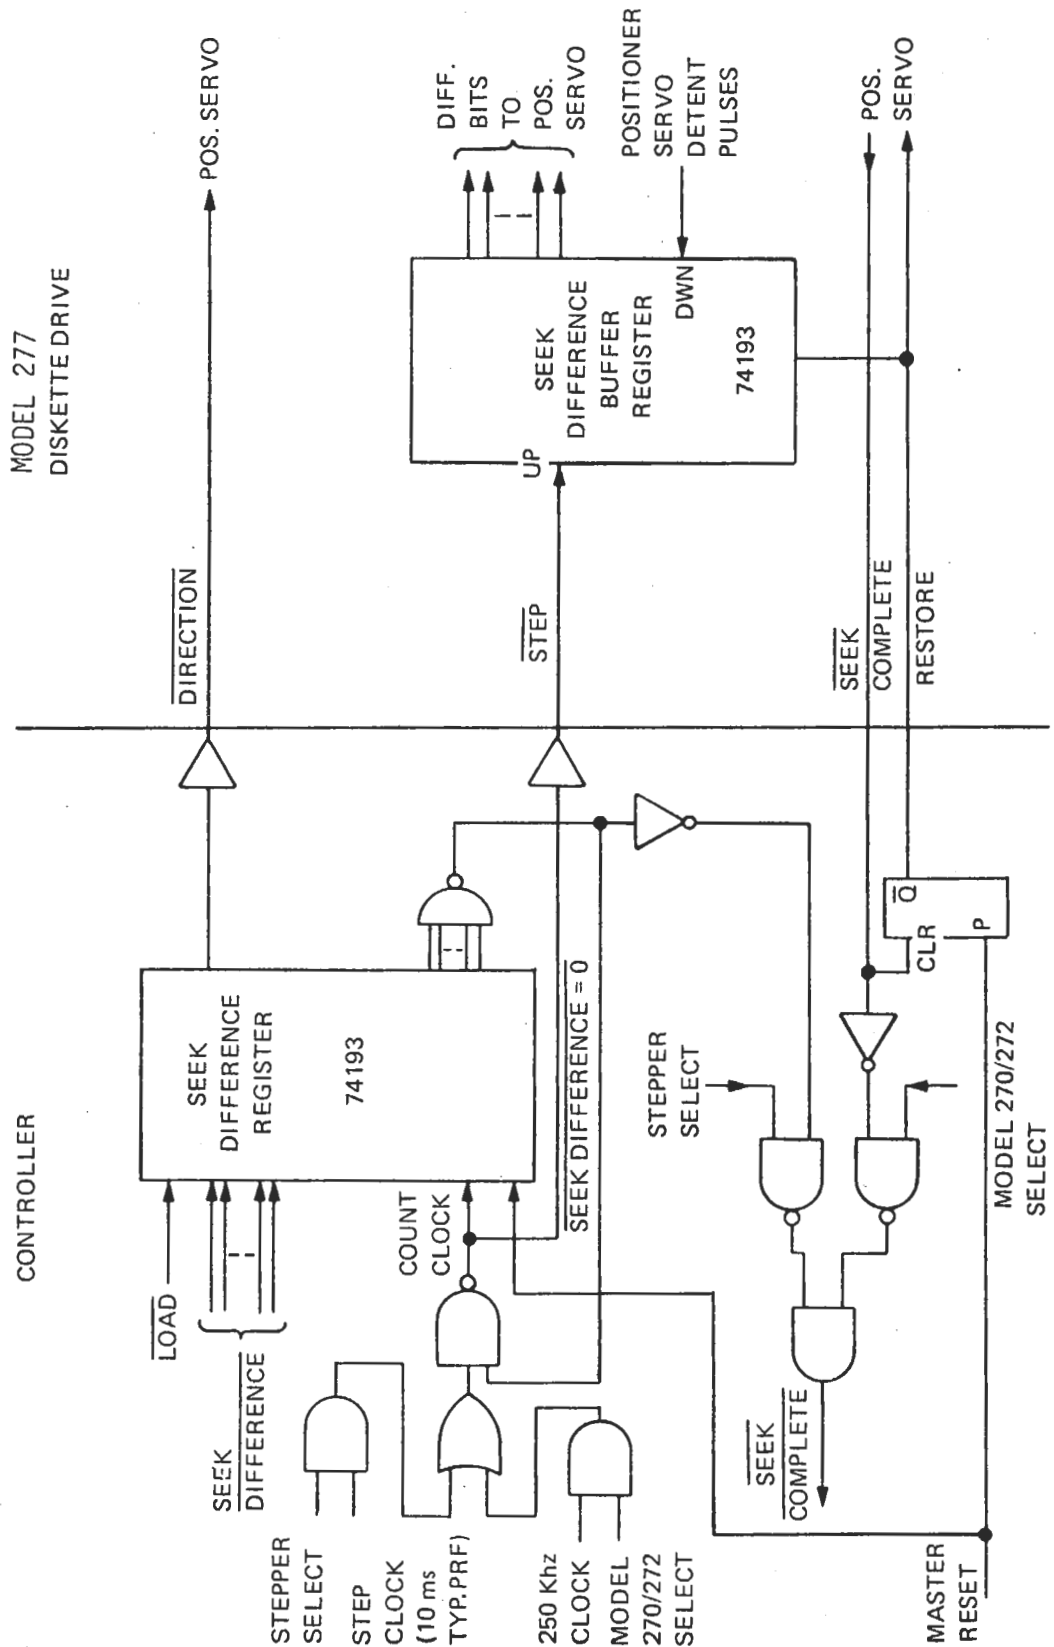 CONTROLLER
MODEL 277
DISKETTE DRIVE
LOAD
SEEK
DIFFERENCE
SEEK
DIFFERENCE
REGISTER
74193
DIRECTION
POS. SERVO
STEPPER
SELECT
STEP
CLOCK
(10 ms
TYP.PRF)
250 Khz
CLOCK
MODEL
270/272
SELECT
COUNT
CLOCK
SEEK DIFFERENCE = 0
STEP
UP
SEEK
DIFFERENCE
BUFFER
REGISTER
DWN
74193
DIFF.
BITS
TO
POS.
SERVO
POSITIONER
SERVO
DETENT
PULSES
STEPPER
SELECT
SEEK
COMPLETE
SEEK
COMPLETE
RESTORE
POS.
SERVO
CLR
Q
P
MODEL 270/272
SELECT
MASTER
RESET